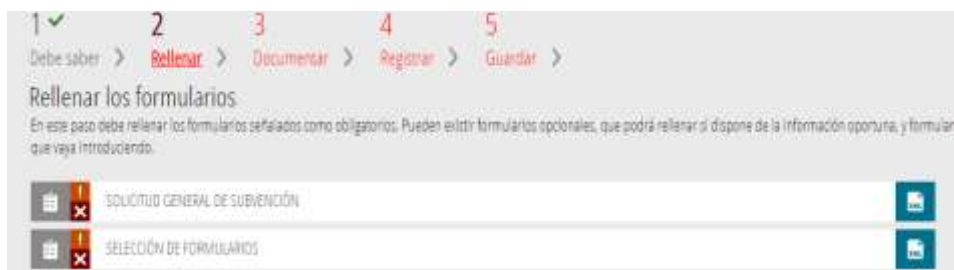 1 2 3 4 5
Debe saber Rellenar Documentar Registrar Guardar
Rellenar los formularios
En este paso debe rellenar los formularios señalados como obligatorios. Pueden existir formularios opcionales, que podrá rellenar si dispone de la información oportuna, y formular
que vaya introduciendo.
! X SOLICITUD GENERAL DE SUBVENCIÓN XML
! X SELECCIÓN DE FORMULARIOS XML